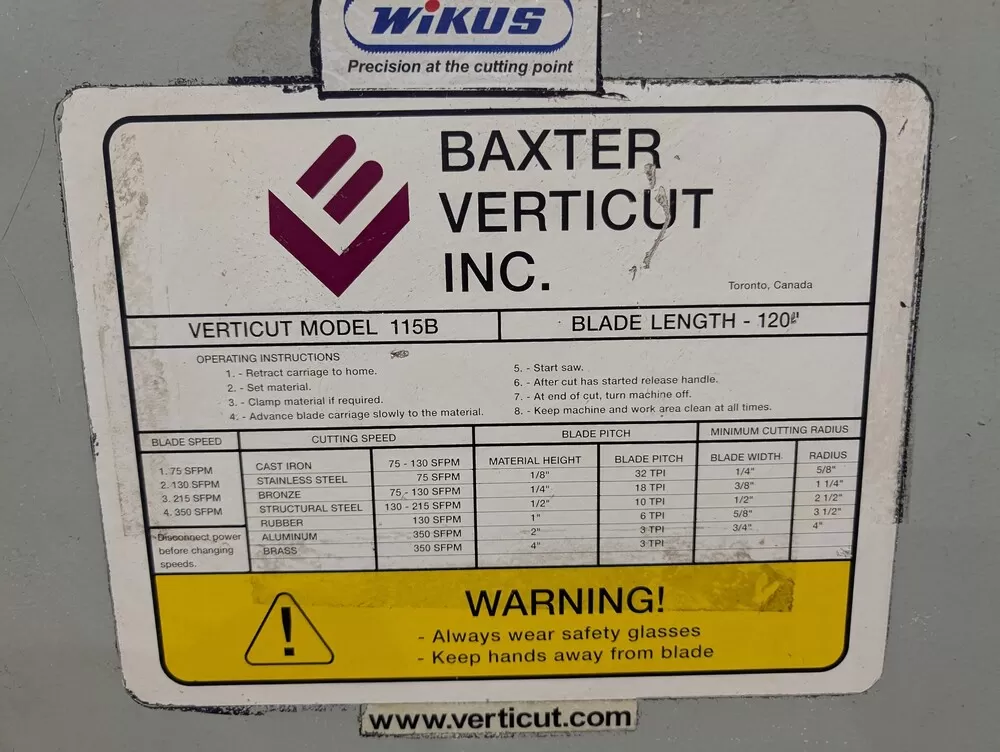 WiKUS
Precision at the cutting point
BAXTER
VERTICUT
INC.
Toronto, Canada
VERTICUT MODEL 115B
BLADE LENGTH - 120"
OPERATING INSTRUCTIONS
1. - Retract carriage to home.
2. - Set material.
3. - Clamp material if required.
4. - Advance blade carriage slowly to the material.
5. - Start saw.
6. - After cut has started release handle.
7. - At end of cut, turn machine off.
8. - Keep machine and work area clean at all times.
BLADE SPEED
1. 75 SFPM
2. 130 SFPM
3. 215 SFPM
4. 350 SFPM
Disconnect power
before changing
speeds.
CUTTING SPEED
CAST IRON 75 - 130 SFPM
STAINLESS STEEL 75 SFPM
BRONZE 75 - 130 SFPM
STRUCTURAL STEEL 130 - 215 SFPM
RUBBER 130 SFPM
ALUMINUM 350 SFPM
BRASS 350 SFPM
BLADE PITCH
MATERIAL HEIGHT BLADE PITCH
1/8" 32 TPI
1/4" 18 TPI
1/2" 10 TPI
1" 6 TPI
2" 3 TPI
4" 3 TPI
MINIMUM CUTTING RADIUS
BLADE WIDTH RADIUS
1/4" 5/8"
3/8" 1 1/4"
1/2" 2 1/2"
5/8" 3 1/2"
3/4" 4"
WARNING!
- Always wear safety glasses
- Keep hands away from blade
www.verticut.com